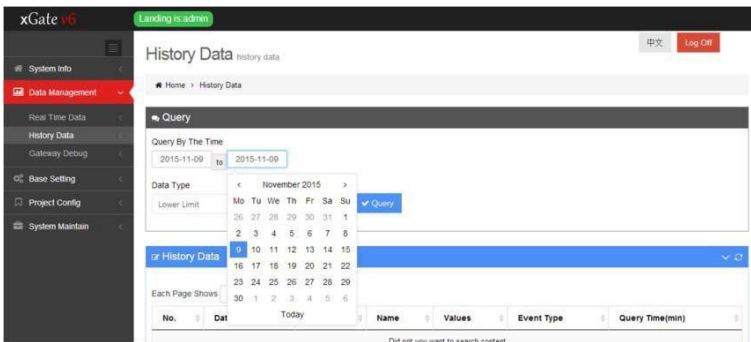 xGate v6
Landing is:admin
中文
Log Off
System Info
Data Management
Real Time Data
History Data
Gateway Debug
Base Setting
Project Config
System Maintain
History Data history data
Home > History Data
Query
Query By The Time
2015-11-09 to 2015-11-09
Data Type
Lower Limit
Query
‹ November 2015 ›
Mo Tu We Th Fr Sa Su
26 27 28 29 30 31 1
2 3 4 5 6 7 8
9 10 11 12 13 14 15
16 17 18 19 20 21 22
23 24 25 26 27 28 29
30 1 2 3 4 5 6
Today
History Data
Each Page Shows
No. Dat Name Values Event Type Query Time(min)
Did not you want to search content